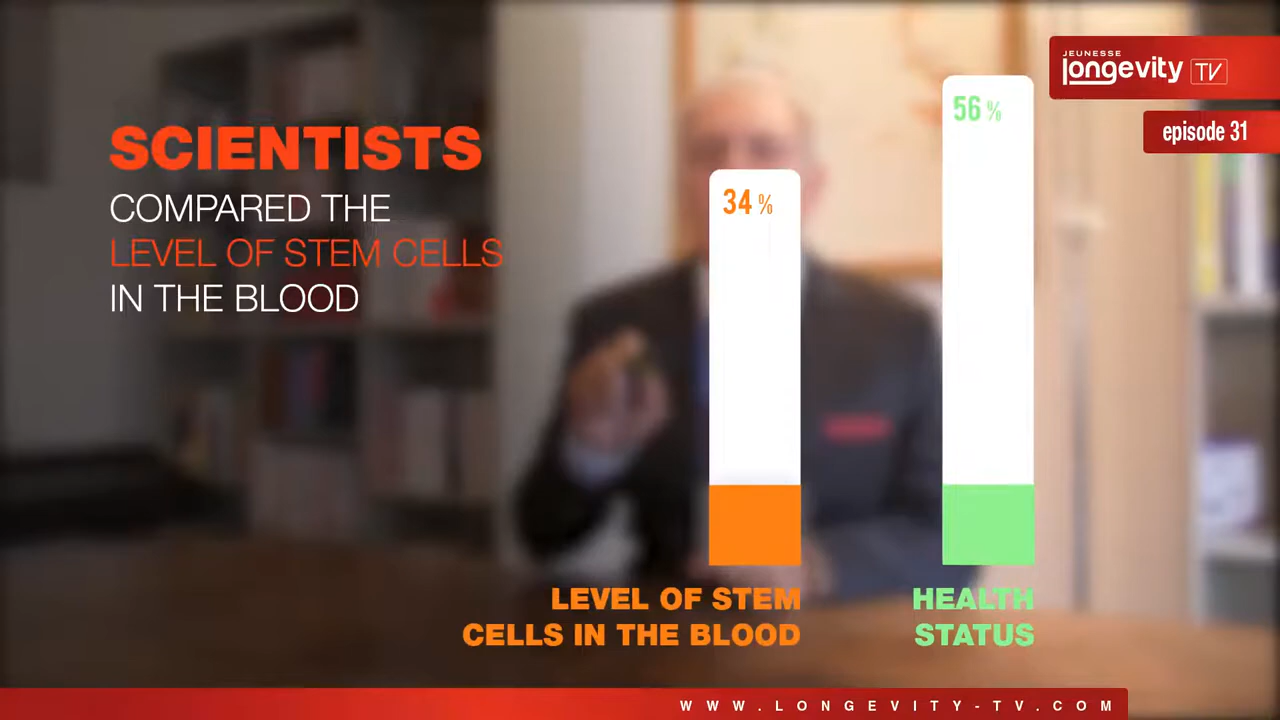 JEUNESSE
longevity TV
episode 31
SCIENTISTS
COMPARED THE
LEVEL OF STEM CELLS
IN THE BLOOD
34 %
56 %
LEVEL OF STEM
CELLS IN THE BLOOD
HEALTH
STATUS
WWW.LONGEVITY-TV.COM